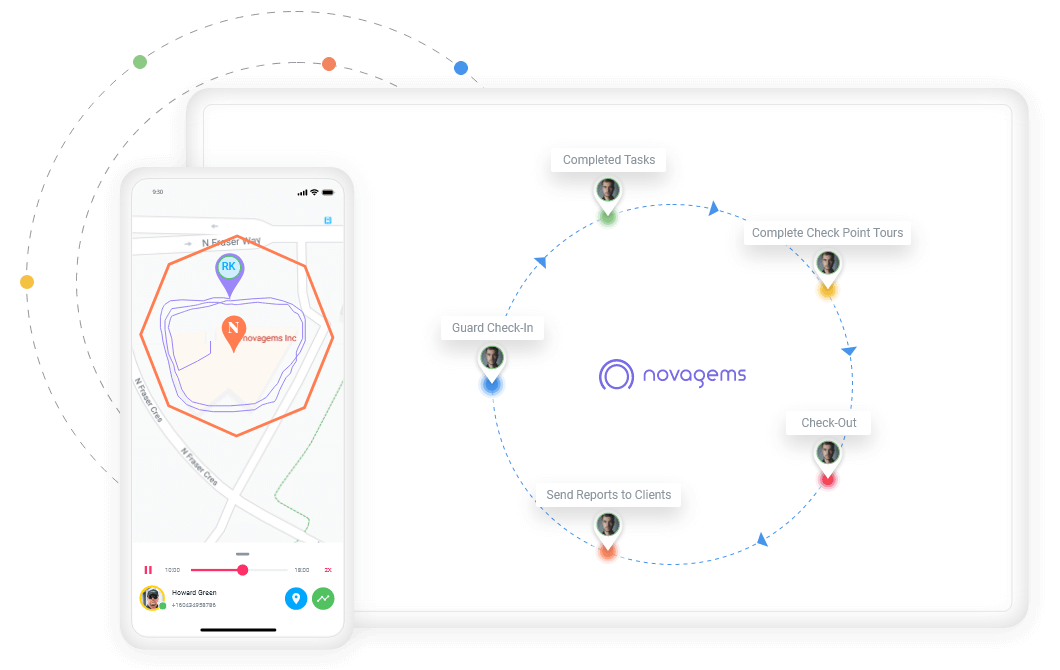 Completed Tasks
Complete Check Point Tours
Guard Check-In
novagems
Check-Out
Send Reports to Clients
9:30
N Fraser Way
RK
N
novagems Inc
N Fraser Cres
N Fraser Cres
10:00
18:00
2X
Howard Green